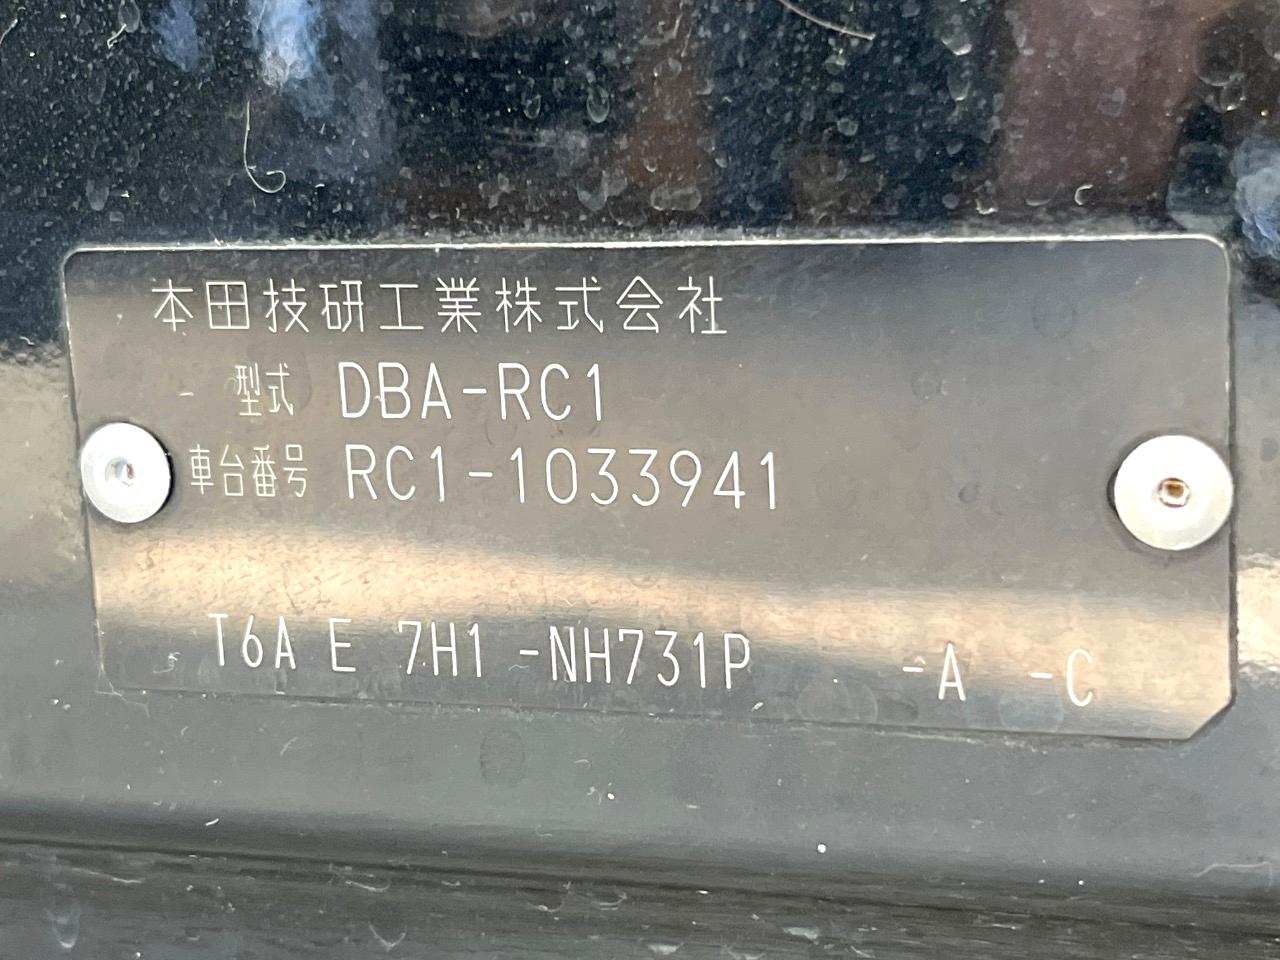 本田技研工業株式会社
型式 DBA-RC1
車台番号 RC1-1033941
T6A E 7H1 -NH731P -A -C